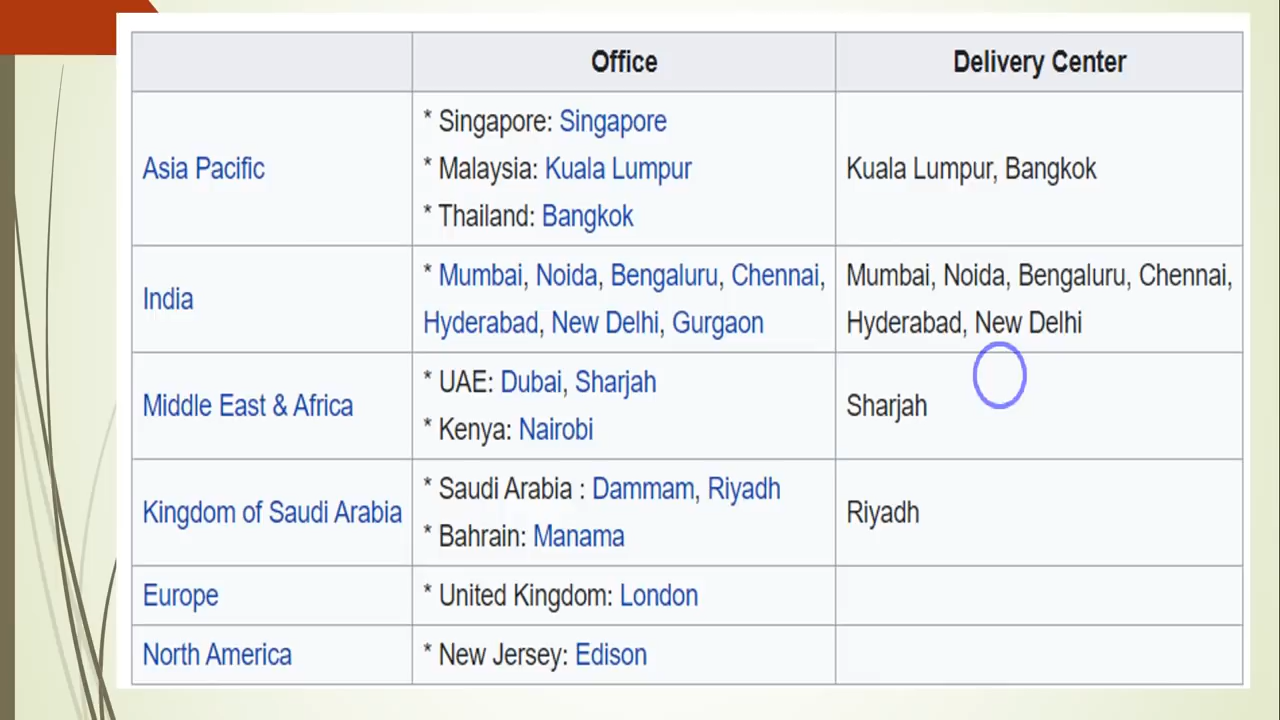 Office Delivery Center
Asia Pacific
* Singapore: Singapore
* Malaysia: Kuala Lumpur
* Thailand: Bangkok
Kuala Lumpur, Bangkok
India
* Mumbai, Noida, Bengaluru, Chennai,
Hyderabad, New Delhi, Gurgaon
Mumbai, Noida, Bengaluru, Chennai,
Hyderabad, New Delhi
Middle East & Africa
* UAE: Dubai, Sharjah
* Kenya: Nairobi
Sharjah
Kingdom of Saudi Arabia
* Saudi Arabia : Dammam, Riyadh
* Bahrain: Manama
Riyadh
Europe
* United Kingdom: London
North America
* New Jersey: Edison